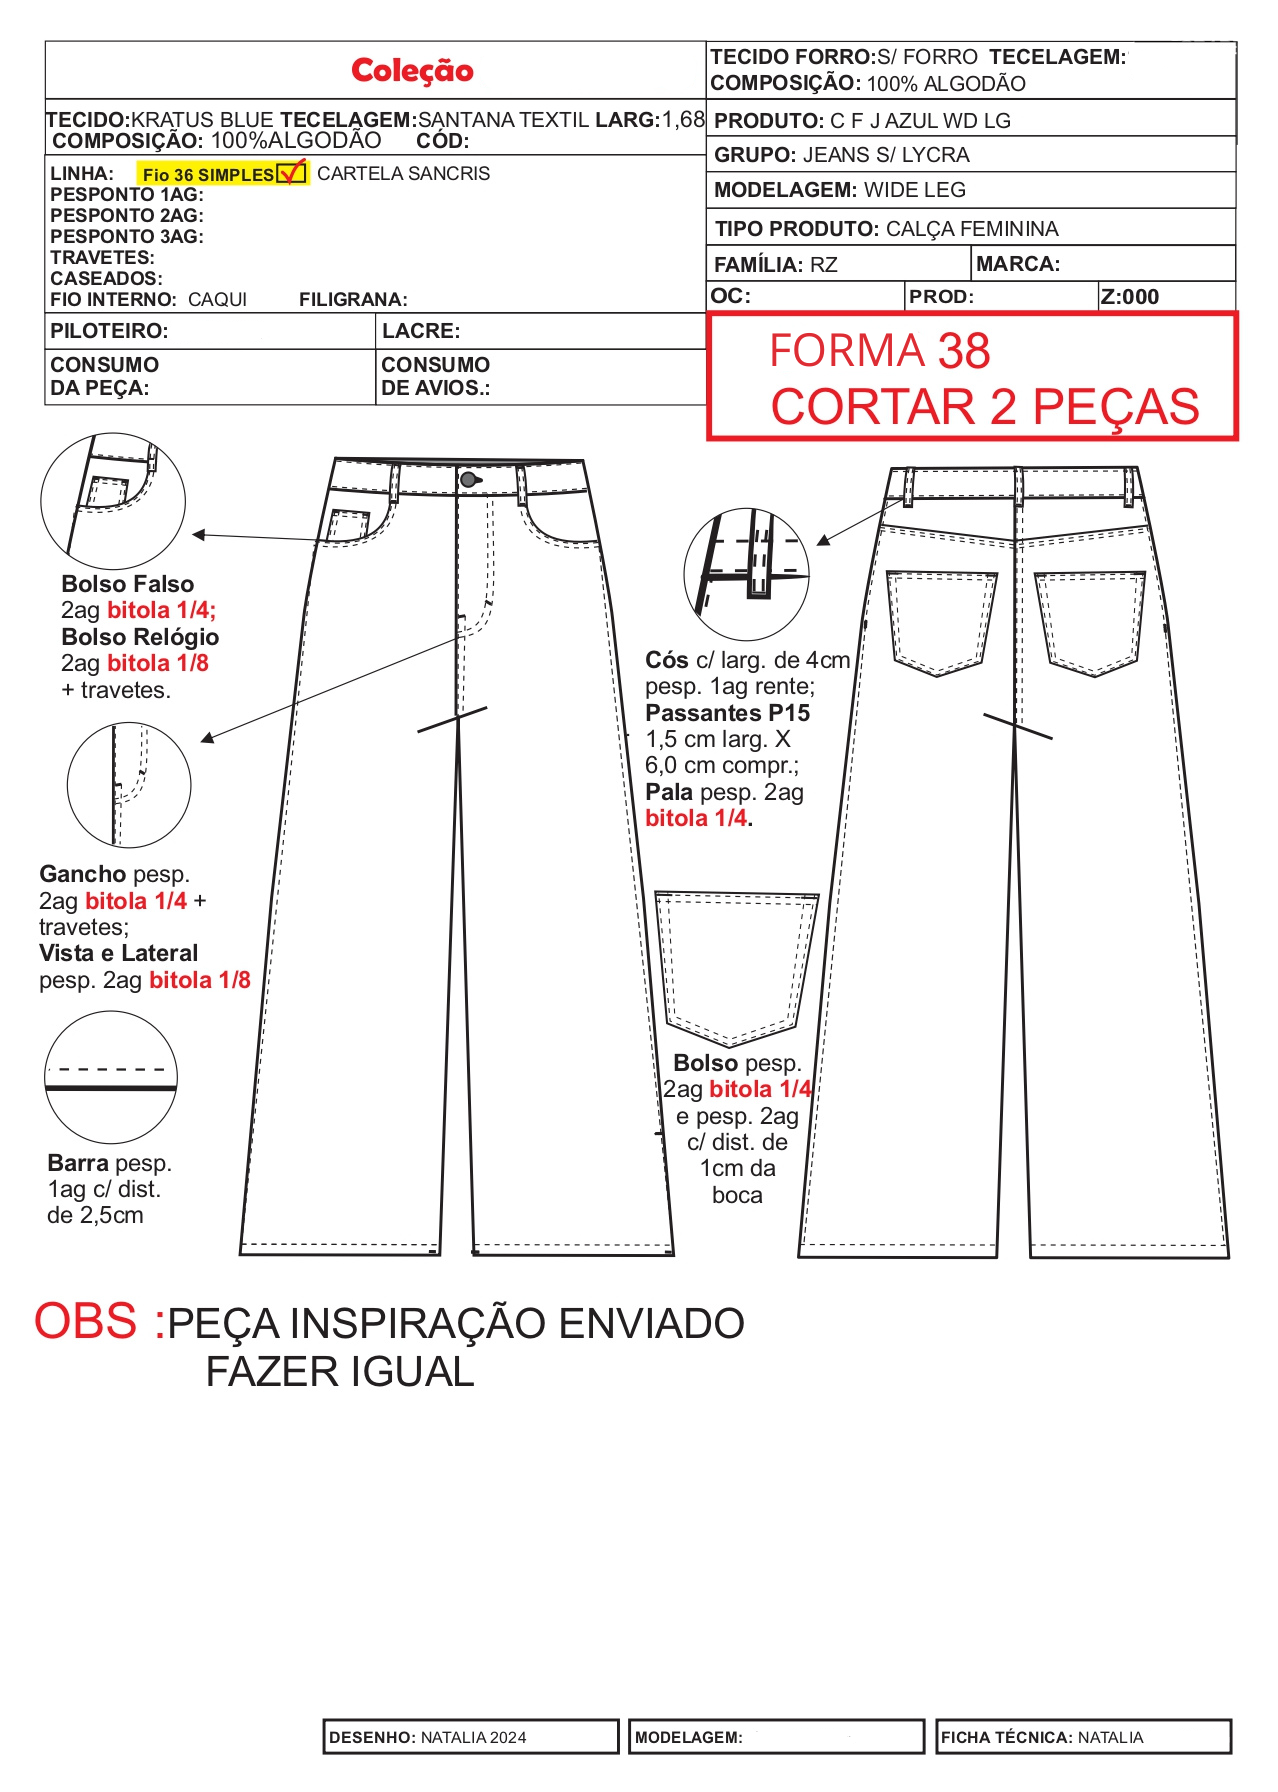 Coleção
TECIDO FORRO:S/ FORRO TECELAGEM:
COMPOSIÇÃO: 100% ALGODÃO
TECIDO:KRATUS BLUE TECELAGEM:SANTANA TEXTIL LARG:1,68
COMPOSIÇÃO: 100%ALGODÃO CÓD:
PRODUTO: C F J AZUL WD LG
GRUPO: JEANS S/ LYCRA
MODELAGEM: WIDE LEG
TIPO PRODUTO: CALÇA FEMININA
FAMÍLIA: RZ MARCA:
OC: PROD: Z:000
LINHA: Fio 36 SIMPLES CARTELA SANCRIS
PESPONTO 1AG:
PESPONTO 2AG:
PESPONTO 3AG:
TRAVETES:
CASEADOS:
FIO INTERNO: CAQUI FILIGRANA:
PILOTEIRO: LACRE:
CONSUMO
DA PEÇA:
CONSUMO
DE AVIOS.:
FORMA 38
CORTAR 2 PEÇAS
Bolso Falso
2ag bitola 1/4;
Bolso Relógio
2ag bitola 1/8
+ travetes.
Gancho pesp.
2ag bitola 1/4 +
travetes;
Vista e Lateral
pesp. 2ag bitola 1/8
Barra pesp.
1ag c/ dist.
de 2,5cm
Cós c/ larg. de 4cm
pesp. 1ag rente;
Passantes P15
1,5 cm larg. X
6,0 cm compr.;
Pala pesp. 2ag
bitola 1/4.
Bolso pesp.
2ag bitola 1/4
e pesp. 2ag
c/ dist. de
1cm da
boca
OBS :PEÇA INSPIRAÇÃO ENVIADO
FAZER IGUAL
DESENHO: NATALIA 2024
MODELAGEM:
FICHA TÉCNICA: NATALIA